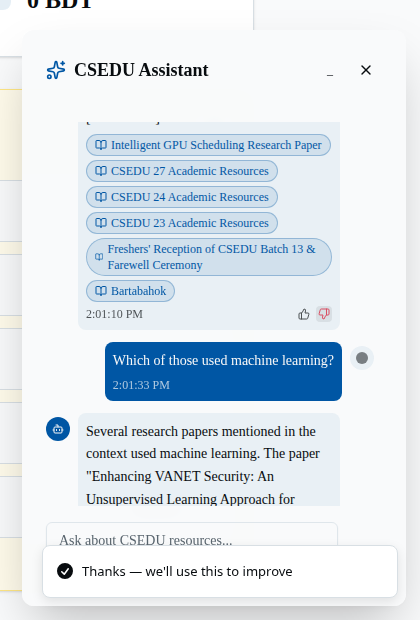 0 BDT
CSEDU Assistant
Intelligent GPU Scheduling Research Paper
CSEDU 27 Academic Resources
CSEDU 24 Academic Resources
CSEDU 23 Academic Resources
Freshers' Reception of CSEDU Batch 13 &
Farewell Ceremony
Bartabahok
2:01:10 PM
Which of those used machine learning?
2:01:33 PM
Several research papers mentioned in the
context used machine learning. The paper
"Enhancing VANET Security: An
Unsupervised Learning Approach for
Ask about CSEDU resources...
Thanks — we'll use this to improve